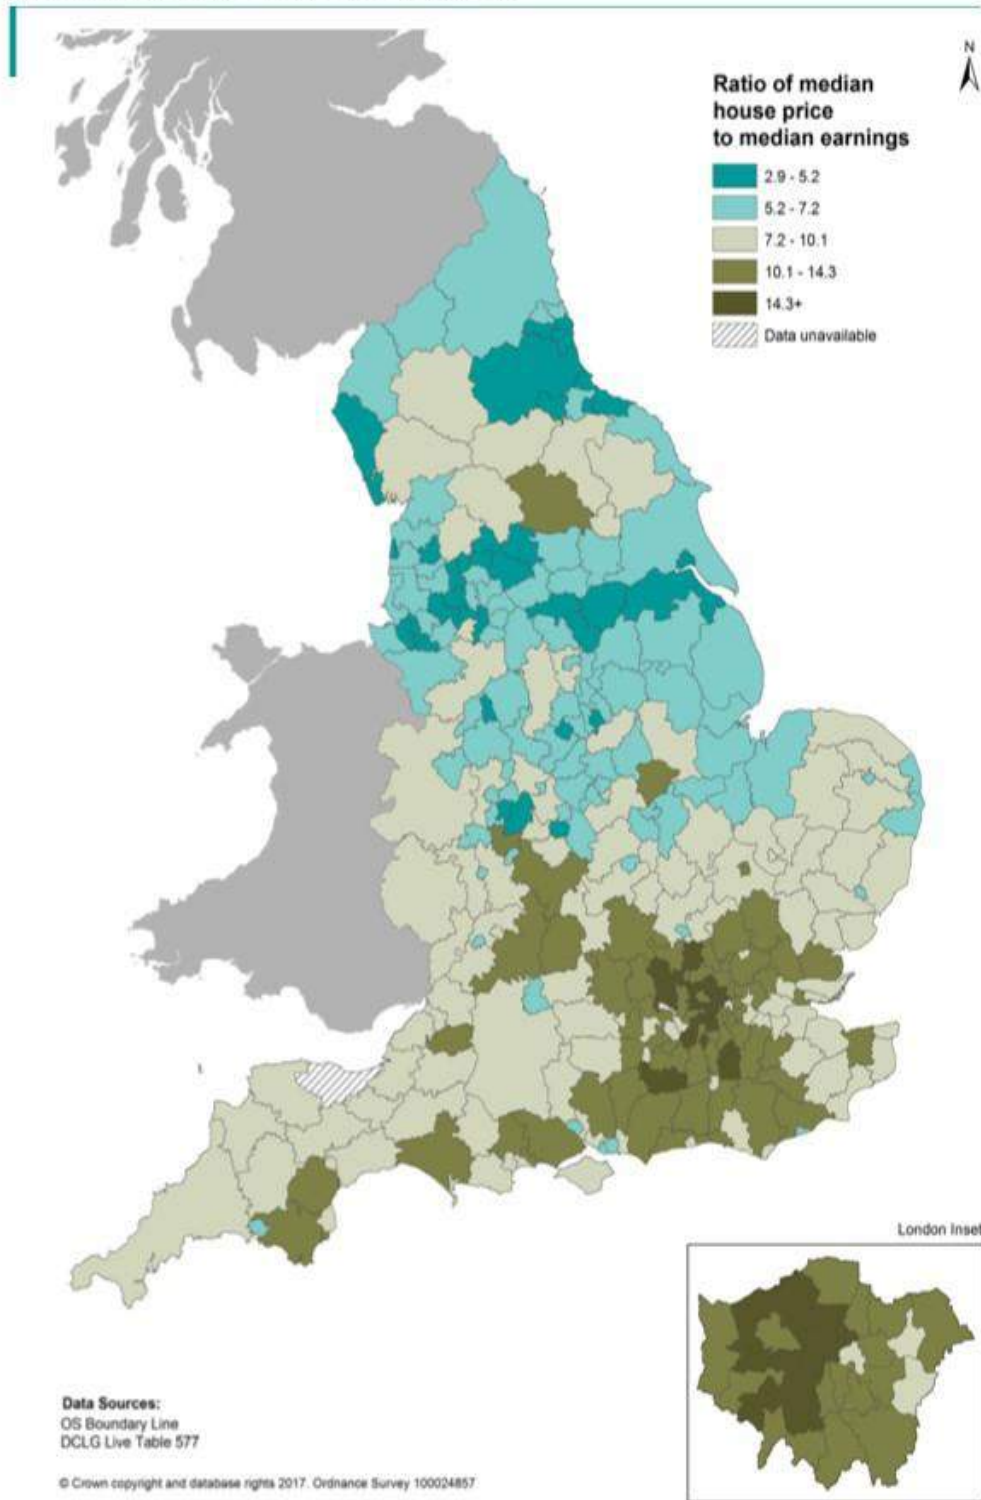 N
Ratio of median
house price
to median earnings
2.9 - 5.2
5.2 - 7.2
7.2 - 10.1
10.1 - 14.3
14.3+
Data unavailable
London Inset
Data Sources:
OS Boundary Line
DCLG Live Table 577
© Crown copyright and database rights 2017. Ordnance Survey 100024857